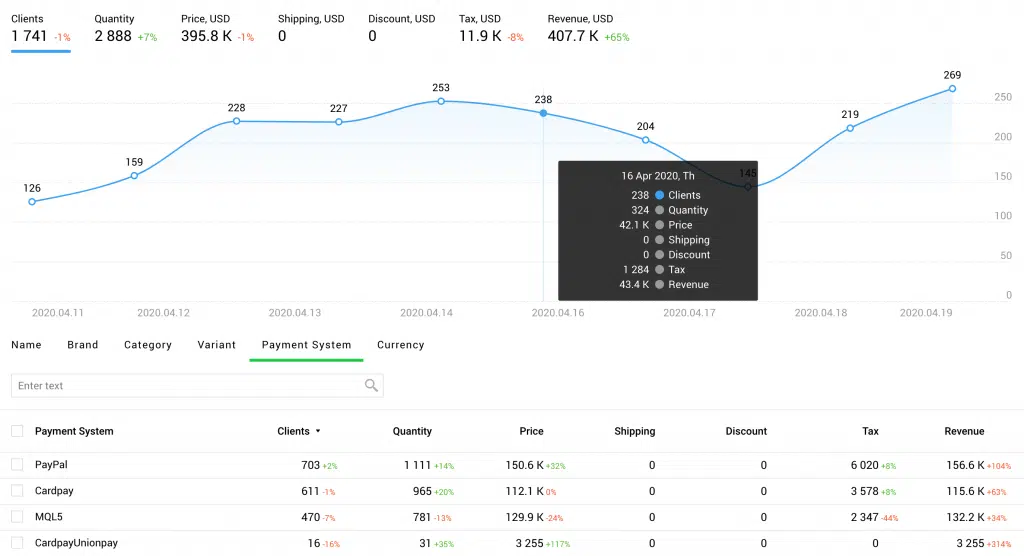 Clients Quantity Price, USD Shipping, USD Discount, USD Tax, USD Revenue, USD
1 741 -1% 2 888 +7% 395.8 K -1% 0 0 11.9 K -8% 407.7 K +65%
269
253
250
238
228
227
219
204
200
159
145
150
126
16 Apr 2020, Th
238 Clients
324 Quantity
42.1 K Price
0 Shipping
0 Discount
1 284 Tax
43.4 K Revenue
100
50
0
2020.04.11 2020.04.12 2020.04.13 2020.04.14 2020.04.16 2020.04.17 2020.04.18 2020.04.19
Name Brand Category Variant Payment System Currency
Enter text
Payment System Clients Quantity Price Shipping Discount Tax Revenue
PayPal 703 +2% 1 111 +14% 150.6 K +32% 0 0 6 020 +8% 156.6 K +104%
Cardpay 611 -1% 965 +20% 112.1 K 0% 0 0 3 578 +8% 115.6 K +63%
MQL5 470 -7% 781 -13% 129.9 K -24% 0 0 2 347 -44% 132.2 K +34%
CardpayUnionpay 16 -16% 31 +35% 3 255 +117% 0 0 0 3 255 +314%